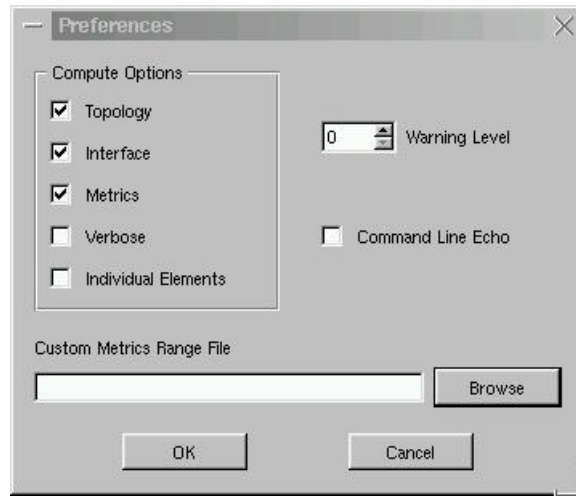 Preferences
Compute Options
Topology
Interface
Metrics
Verbose
Individual Elements
0 Warning Level
Command Line Echo
Custom Metrics Range File
Browse
OK
Cancel